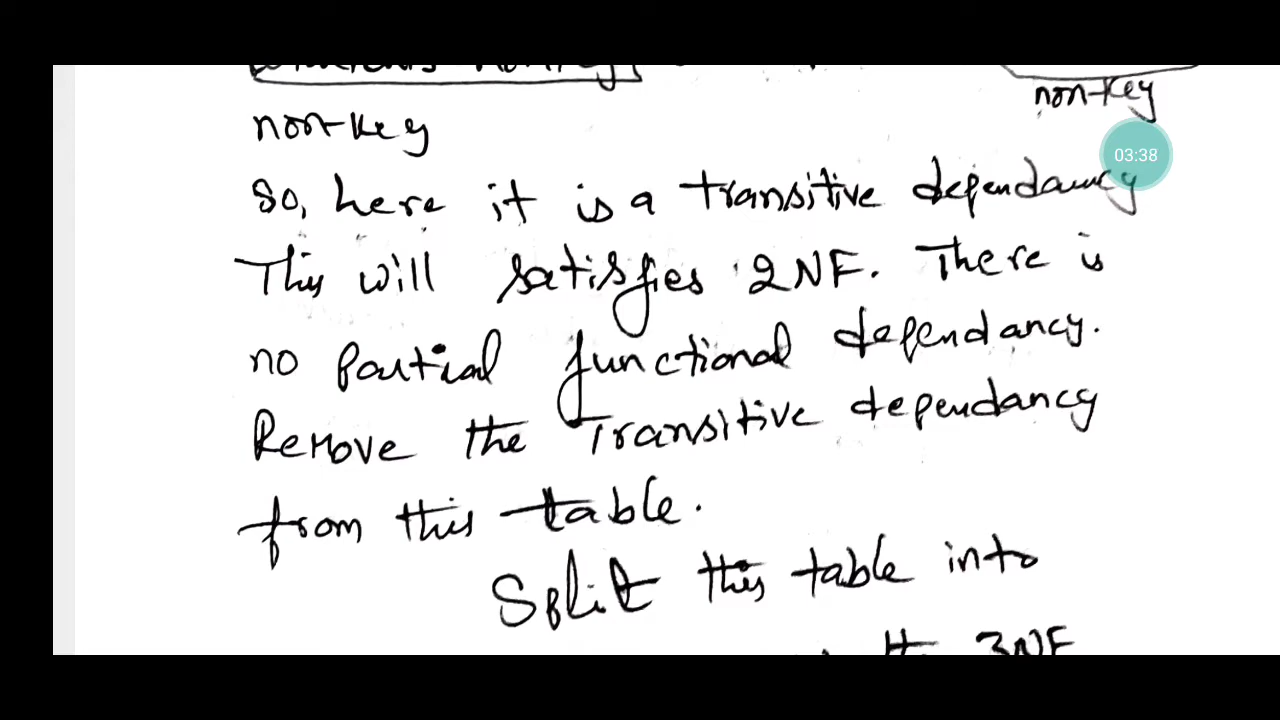 non-key
non-key
03:38
So, here it is a transitive dependancy
This will satisfies 2NF. There is
no partial functional dependancy.
Remove the Transitive dependancy
from this table.
Split this table into
3NF